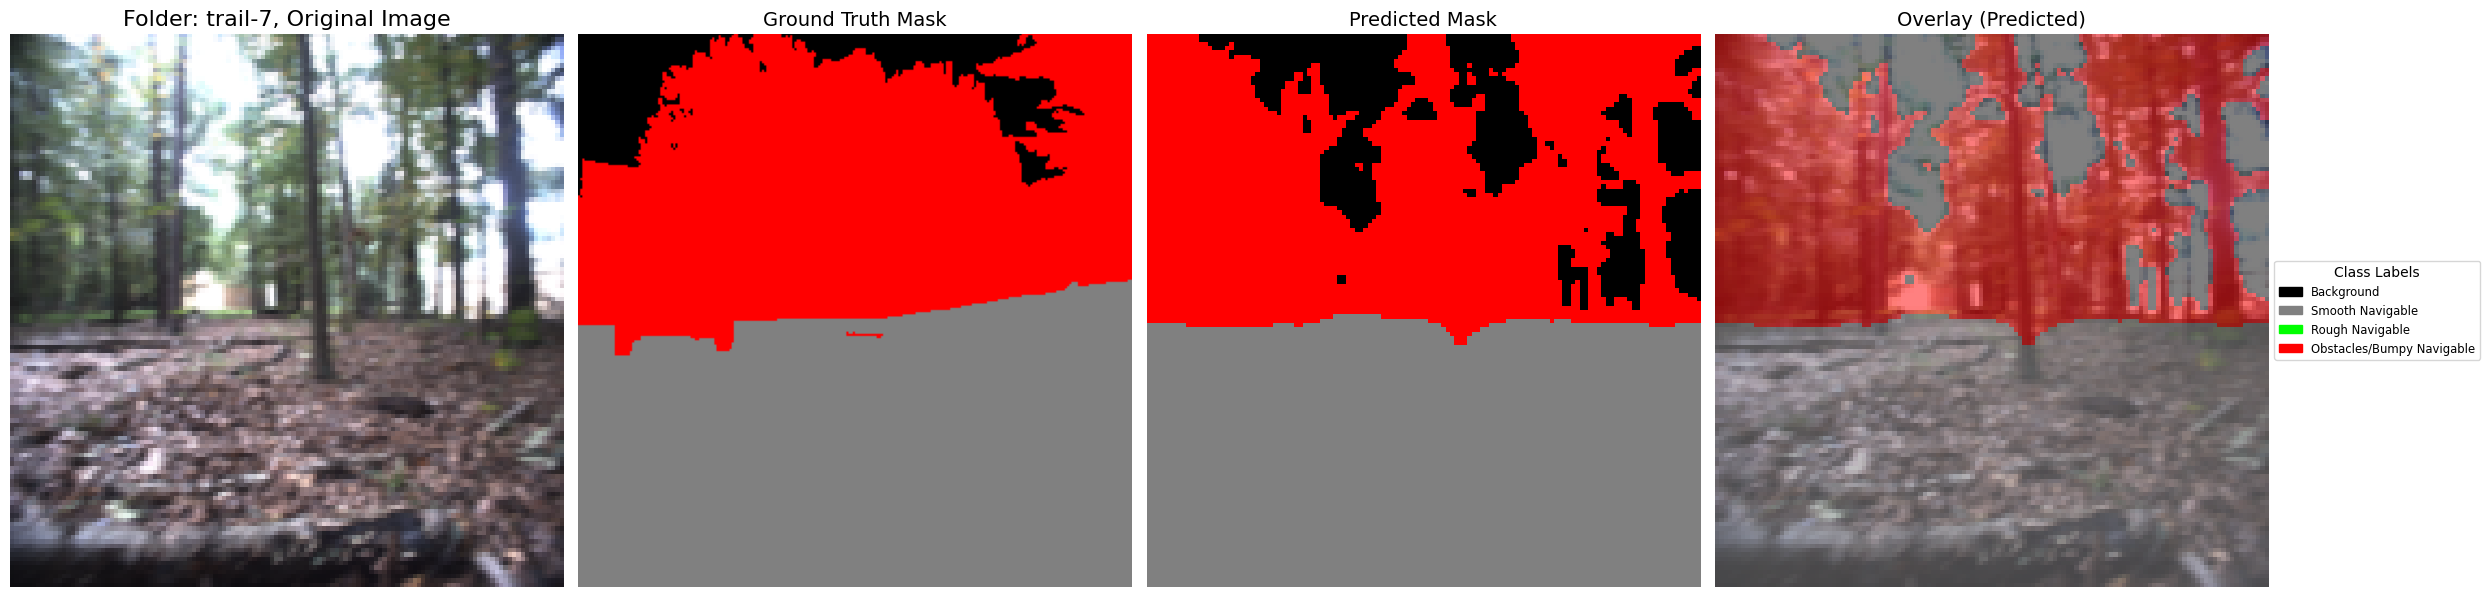 Folder: trail-7, Original Image
Ground Truth Mask
Predicted Mask
Overlay (Predicted)
Class Labels
Background
Smooth Navigable
Rough Navigable
Obstacles/Bumpy Navigable